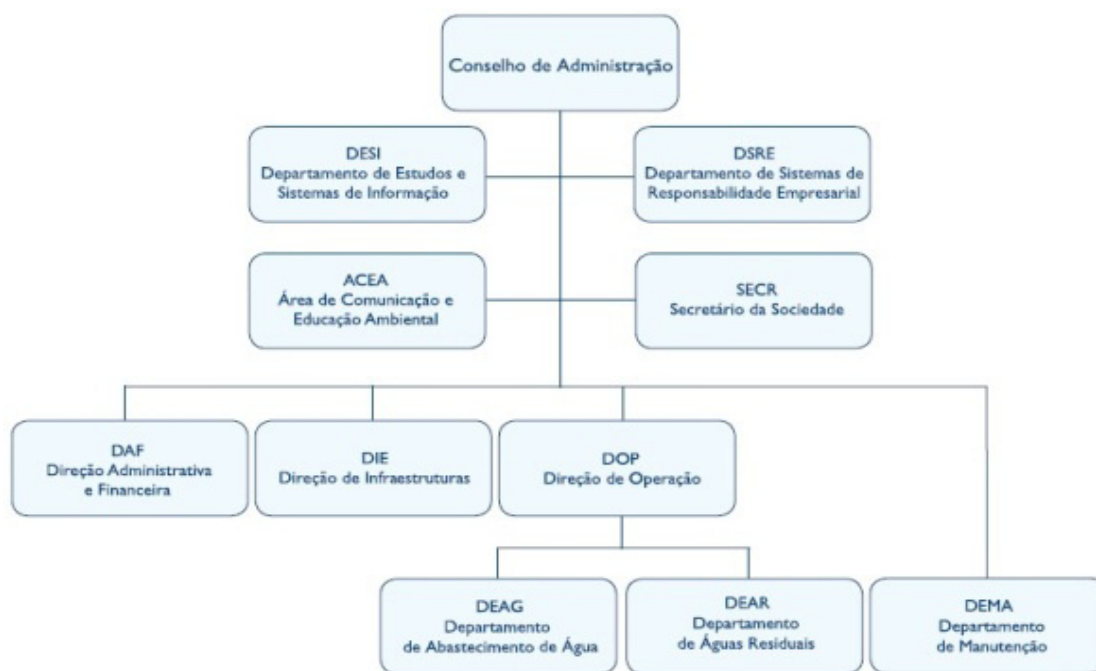 Conselho de Administração
DESI
Departamento de Estudos e
Sistemas de Informação
DSRE
Departamento de Sistemas de
Responsabilidade Empresarial
ACEA
Área de Comunicação e
Educação Ambiental
SECR
Secretário da Sociedade
DAF
Direção Administrativa
e Financeira
DIE
Direção de Infraestruturas
DOP
Direção de Operação
DEAG
Departamento
de Abastecimento de Água
DEAR
Departamento
de Águas Residuais
DEMA
Departamento
de Manutenção